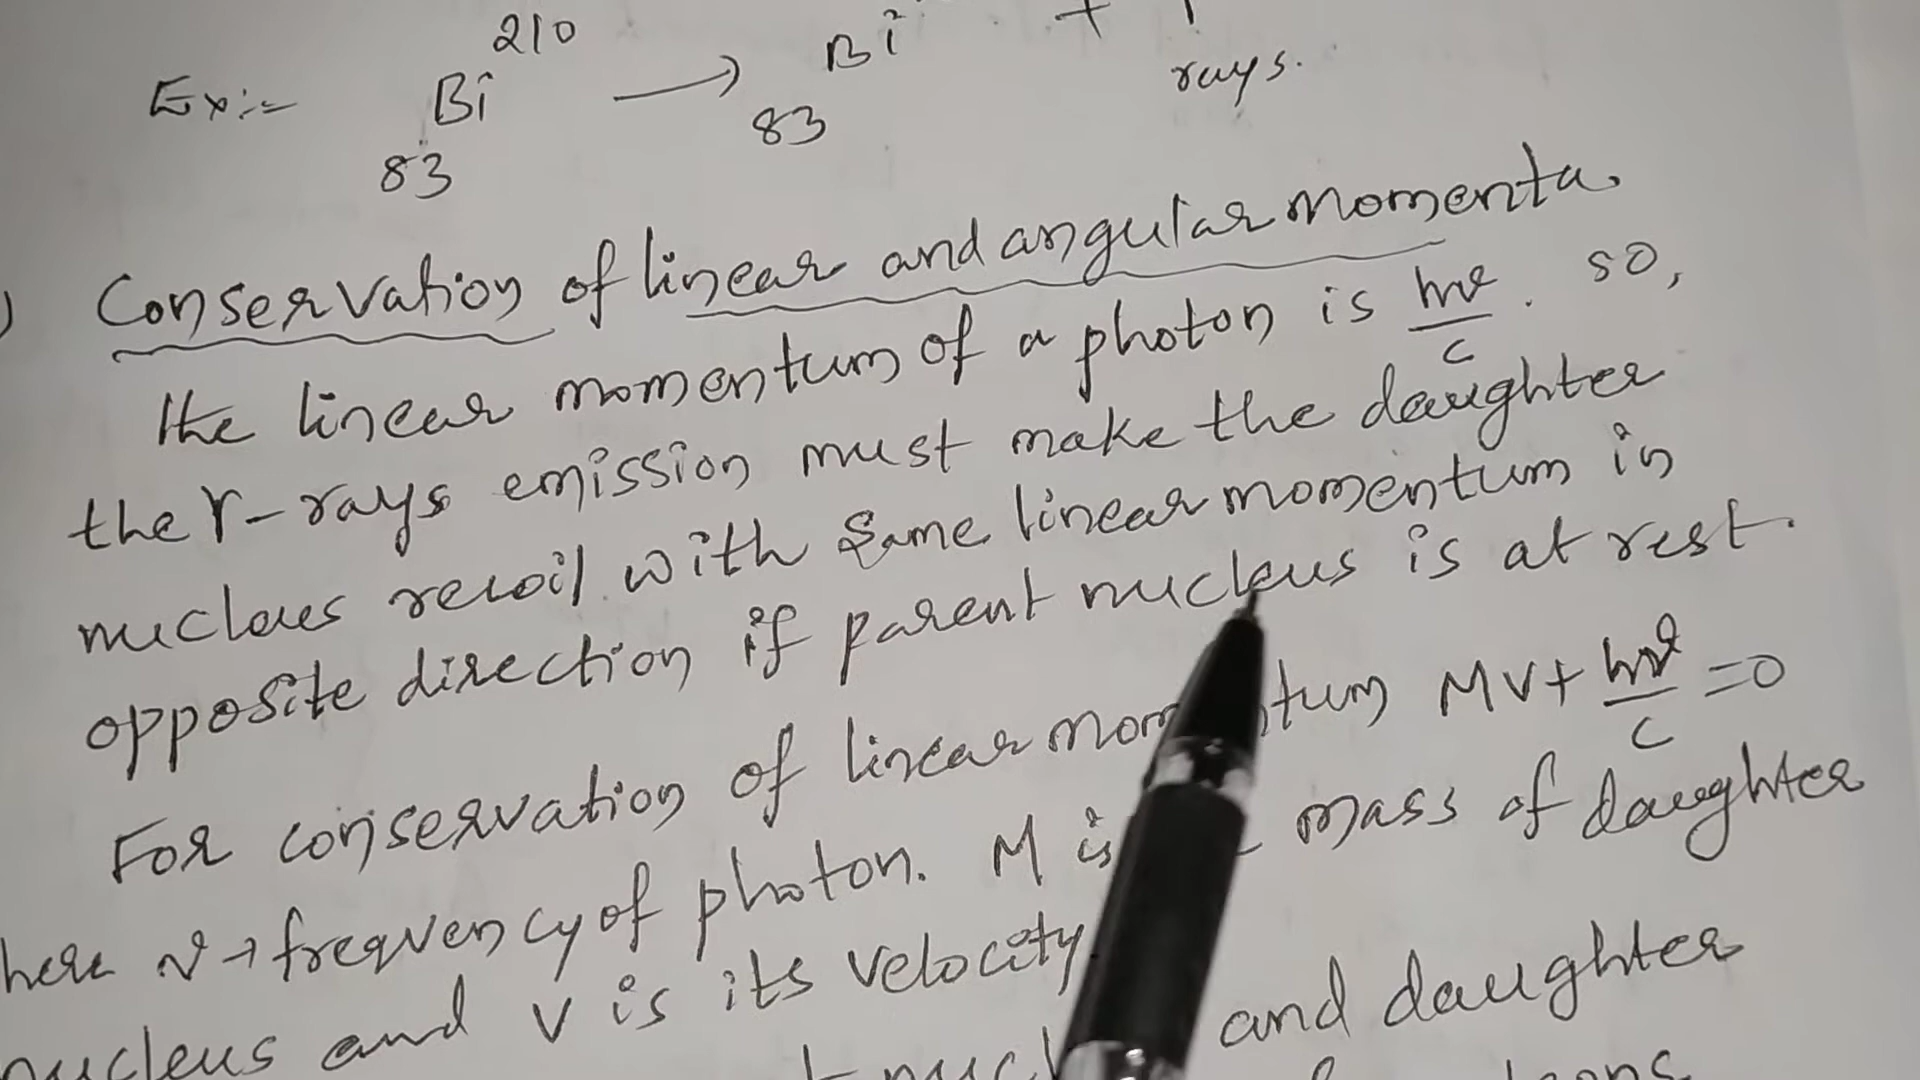 Ex:- 83 Bi 210 → 83 Bi + rays.
) Conservation of linear and angular momenta.
the linear momentum of a photon is hν/c. so,
the γ-rays emission must make the daughter
nucleus recoil with same linear momentum in
opposite direction if parent nucleus is at rest.
For conservation of linear momentum MV + hν/c = 0
here ν → frequency of photon. M is mass of daughter
nucleus and V is its velocity
and daughter